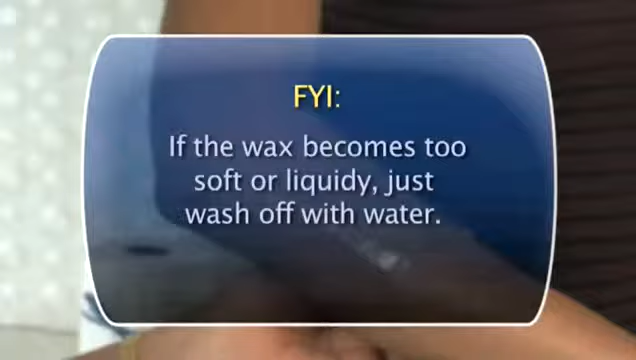 FYI:
If the wax becomes too
soft or liquidy, just
wash off with water.